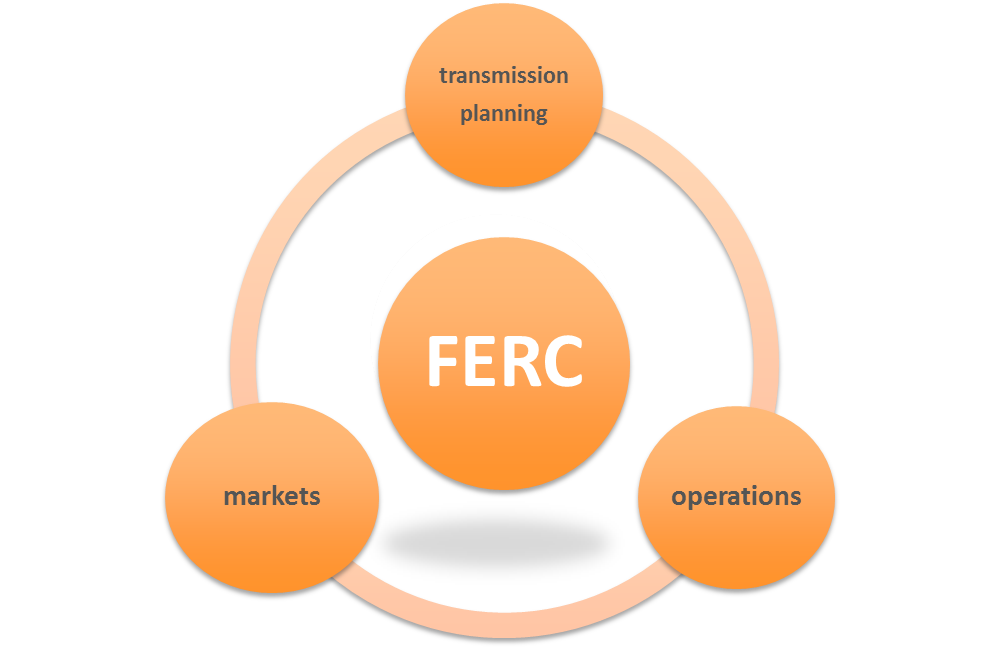 transmission
planning
FERC
markets
operations